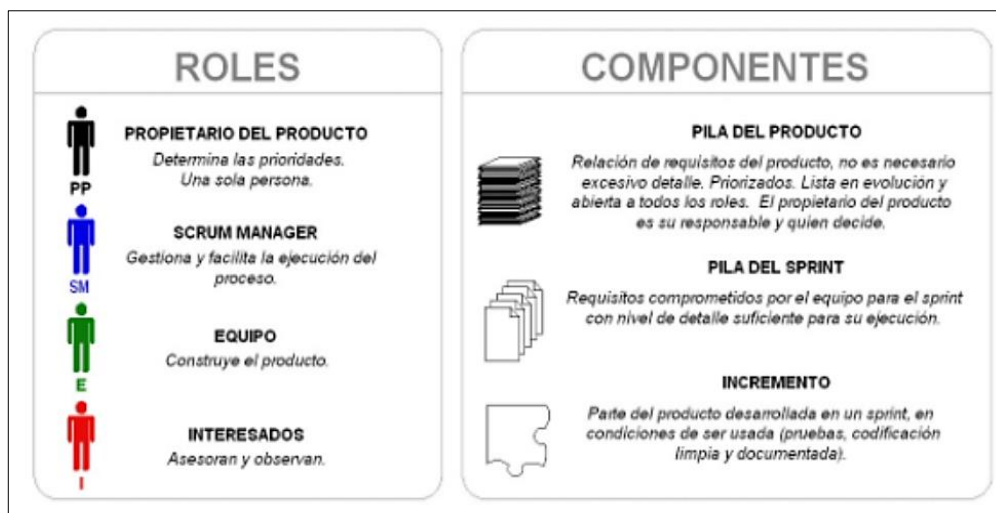 ROLES
PROPIETARIO DEL PRODUCTO
Determina las prioridades.
Una sola persona.
PP
SCRUM MANAGER
Gestiona y facilita la ejecución del
proceso.
SM
EQUIPO
Construye el producto.
E
INTERESADOS
Asesoran y observan.
I
COMPONENTES
PILA DEL PRODUCTO
Relación de requisitos del producto, no es necesario
excesivo detalle. Priorizados. Lista en evolución y
abierta a todos los roles. El propietario del producto
es su responsable y quien decide.
PILA DEL SPRINT
Requisitos comprometidos por el equipo para el sprint
con nivel de detalle suficiente para su ejecución.
INCREMENTO
Parte del producto desarrollada en un sprint, en
condiciones de ser usada (pruebas, codificación
limpia y documentada).